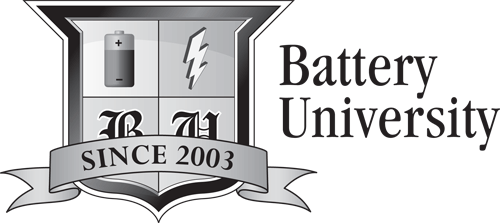 +
-
B U
SINCE 2003
Battery
University